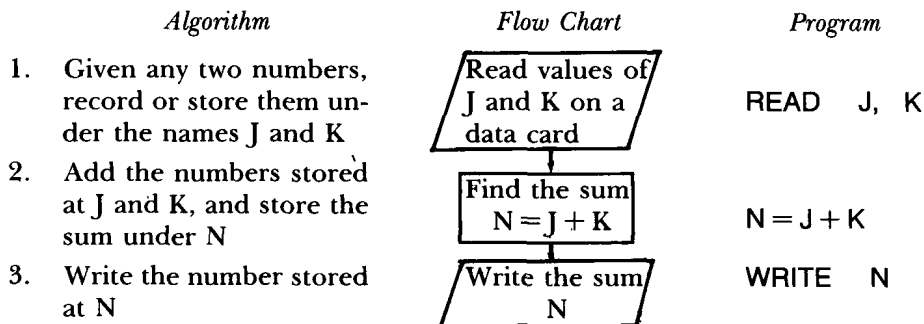 Algorithm Flow Chart Program
1. Given any two numbers,
record or store them un-
der the names J and K
Read values of
J and K on a
data card
READ J, K
2. Add the numbers stored
at J and K, and store the
sum under N
Find the sum
N = J + K
N = J + K
3. Write the number stored
at N
Write the sum
N
WRITE N